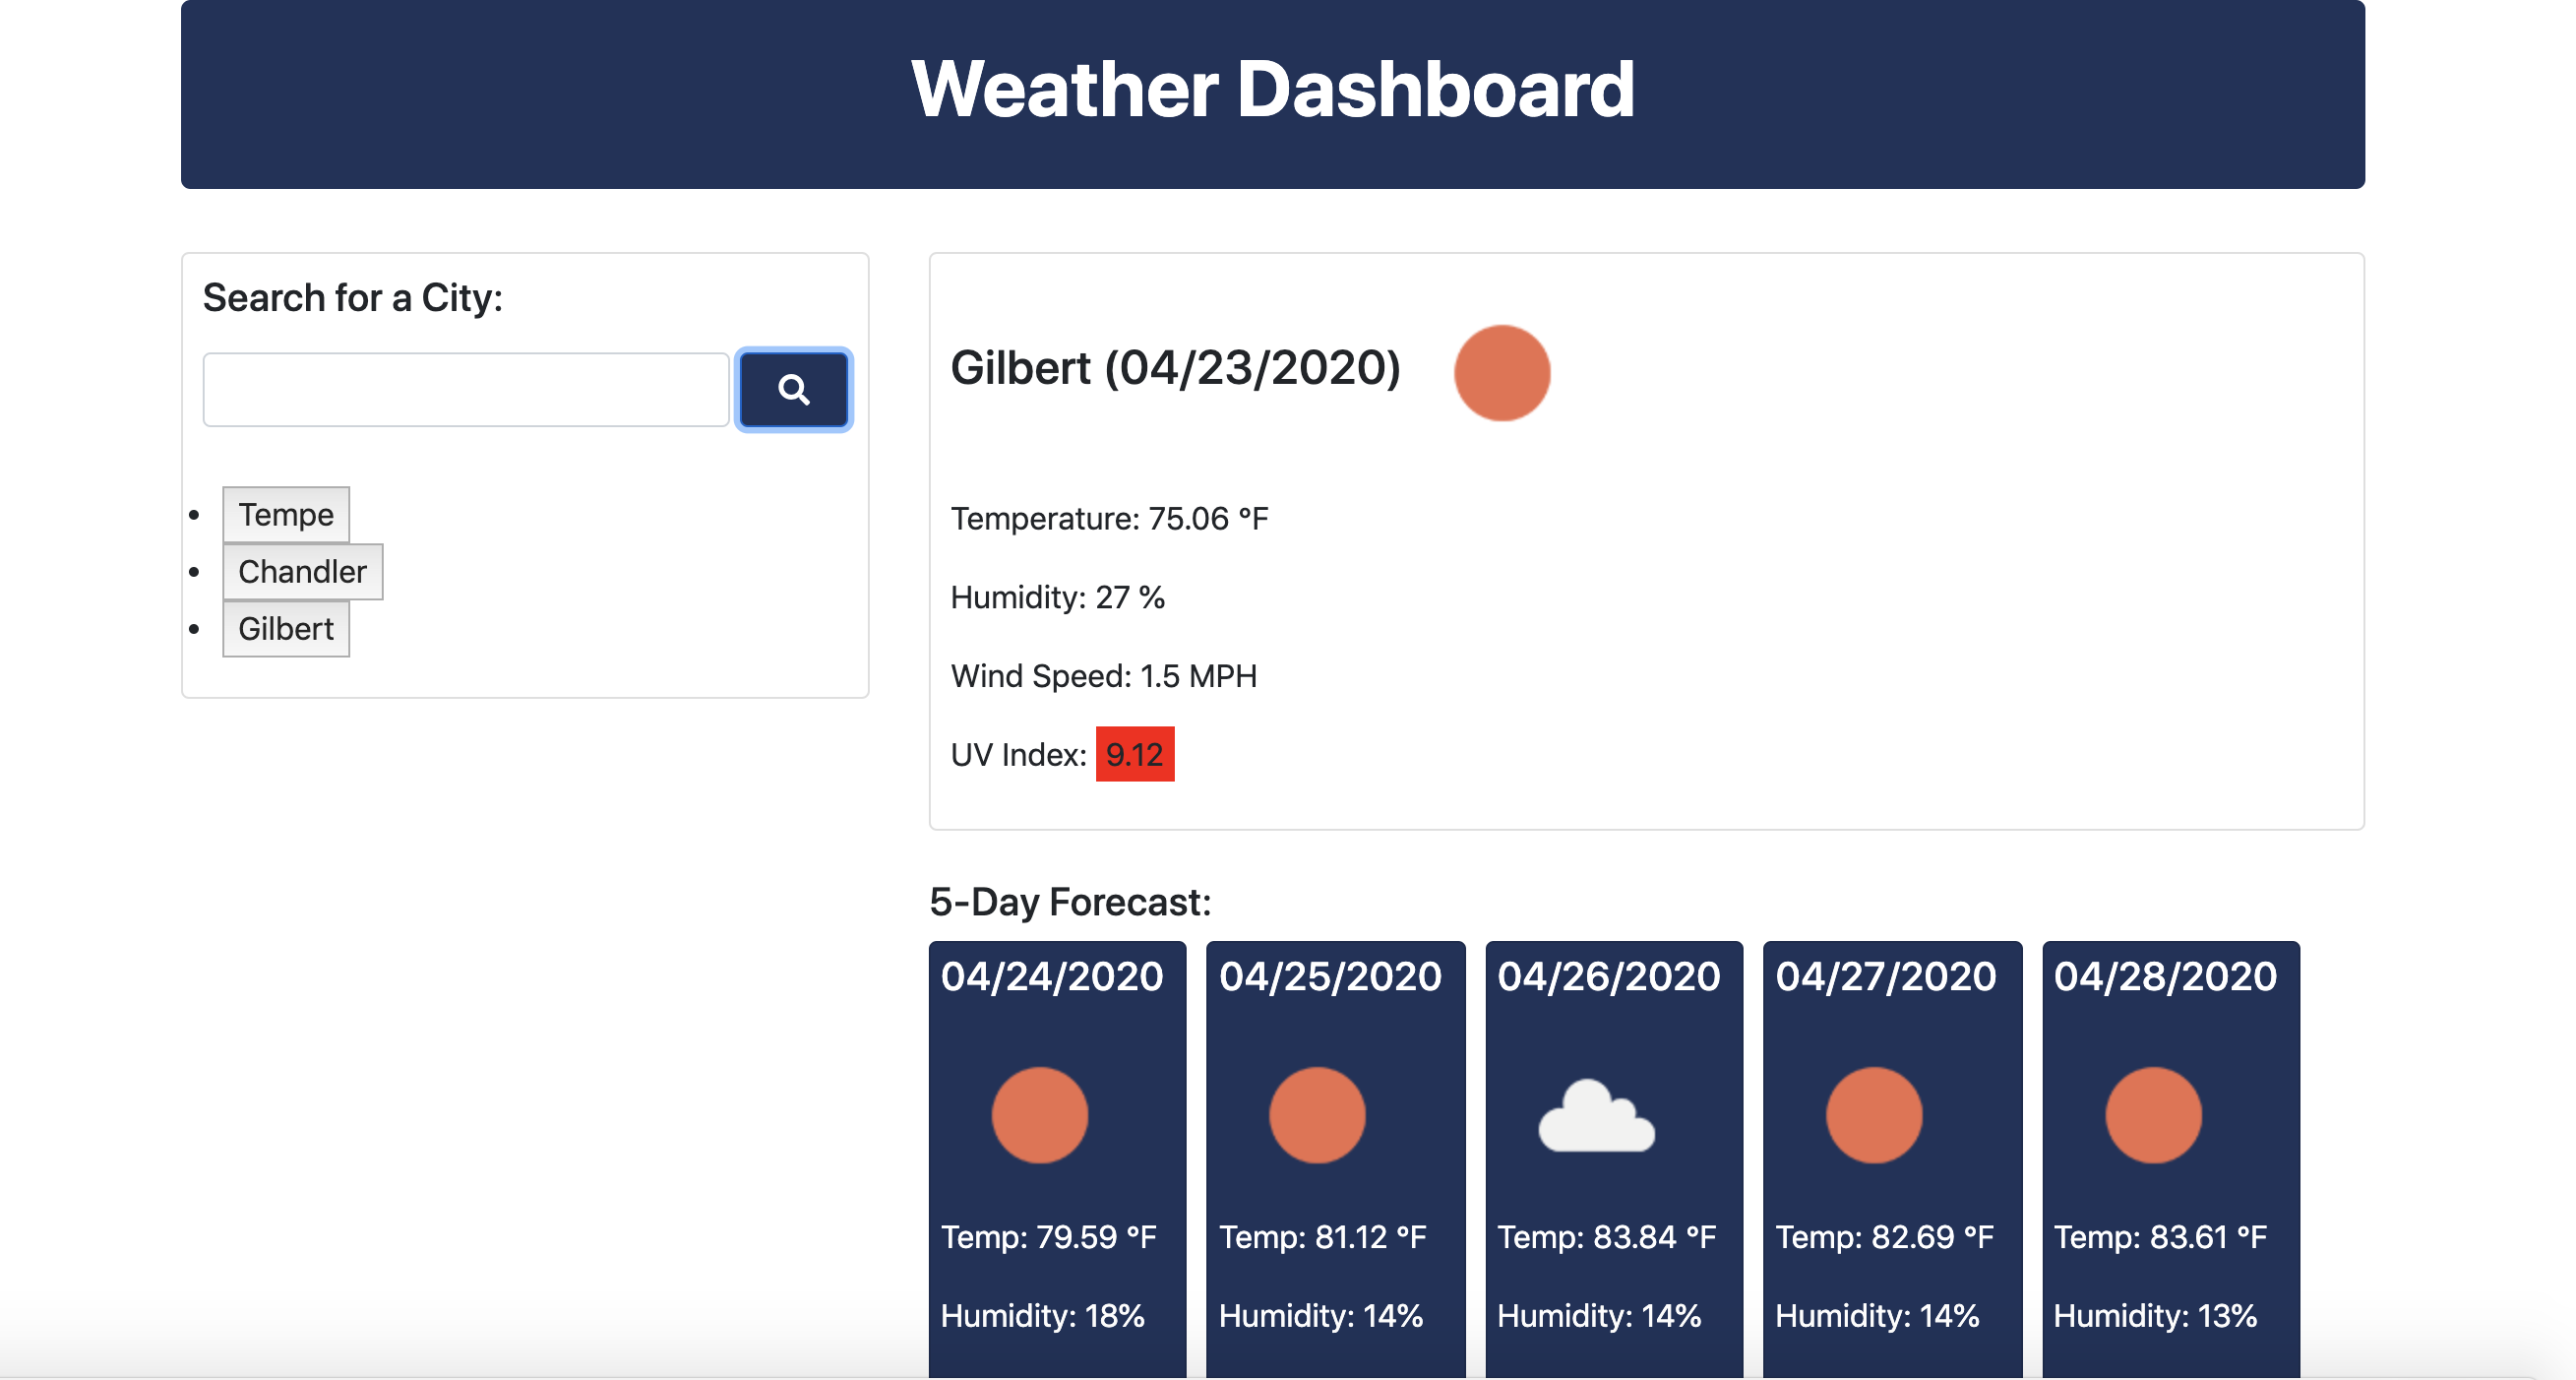 Weather Dashboard
Search for a City:
Tempe
Chandler
Gilbert
Gilbert (04/23/2020)
Temperature: 75.06 °F
Humidity: 27 %
Wind Speed: 1.5 MPH
UV Index: 9.12
5-Day Forecast:
04/24/2020
Temp: 79.59 °F
Humidity: 18%
04/25/2020
Temp: 81.12 °F
Humidity: 14%
04/26/2020
Temp: 83.84 °F
Humidity: 14%
04/27/2020
Temp: 82.69 °F
Humidity: 14%
04/28/2020
Temp: 83.61 °F
Humidity: 13%